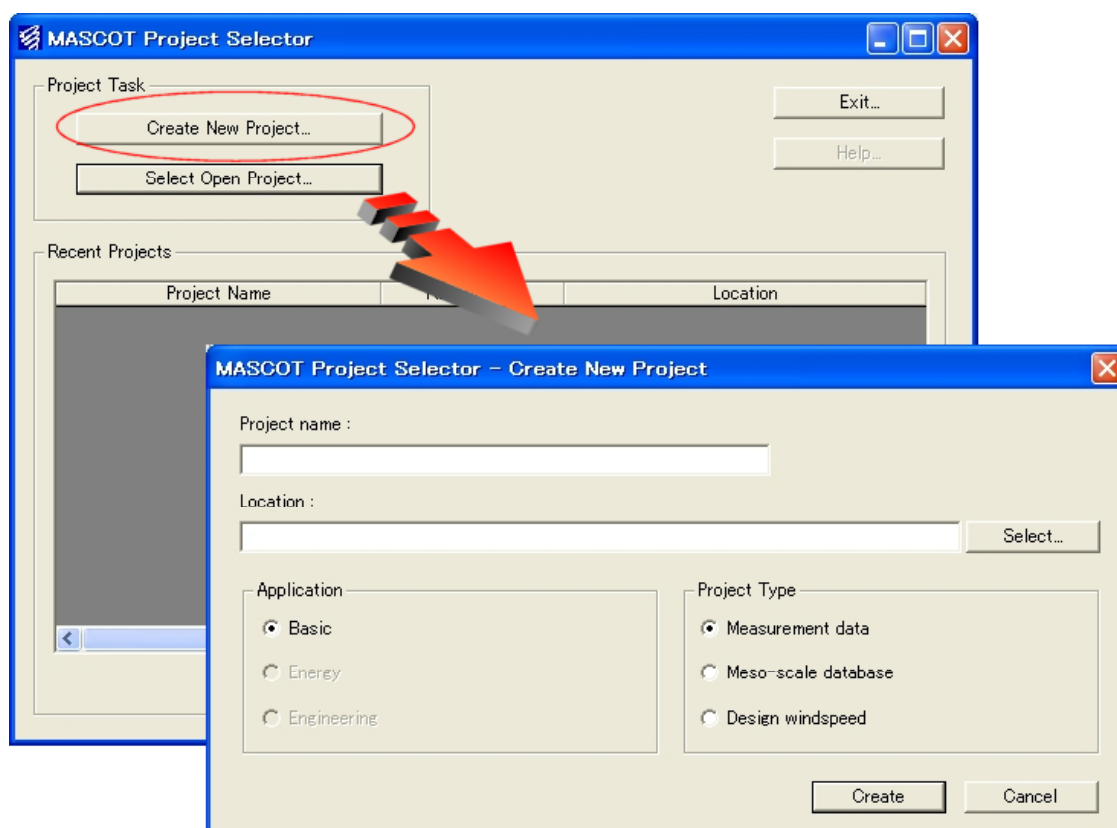 MASCOT Project Selector
Project Task
Create New Project...
Exit...
Help...
Select Open Project...
Recent Projects
Project Name
Location
MASCOT Project Selector - Create New Project
Project name :
Location :
Select...
Application
Project Type
Basic
Measurement data
Energy
Meso-scale database
Engineering
Design windspeed
Create
Cancel